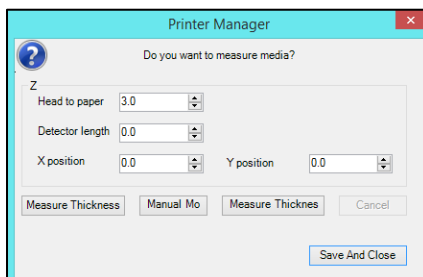 Printer Manager
Do you want to measure media?
Z
Head to paper 3.0
Detector length 0.0
X position 0.0 Y position 0.0
Measure Thickness Manual Mo Measure Thicknes Cancel
Save And Close